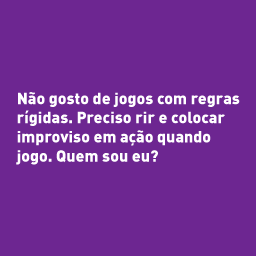 Não gosto de jogos com regras
rígidas. Preciso rir e colocar
improviso em ação quando
jogo. Quem sou eu?